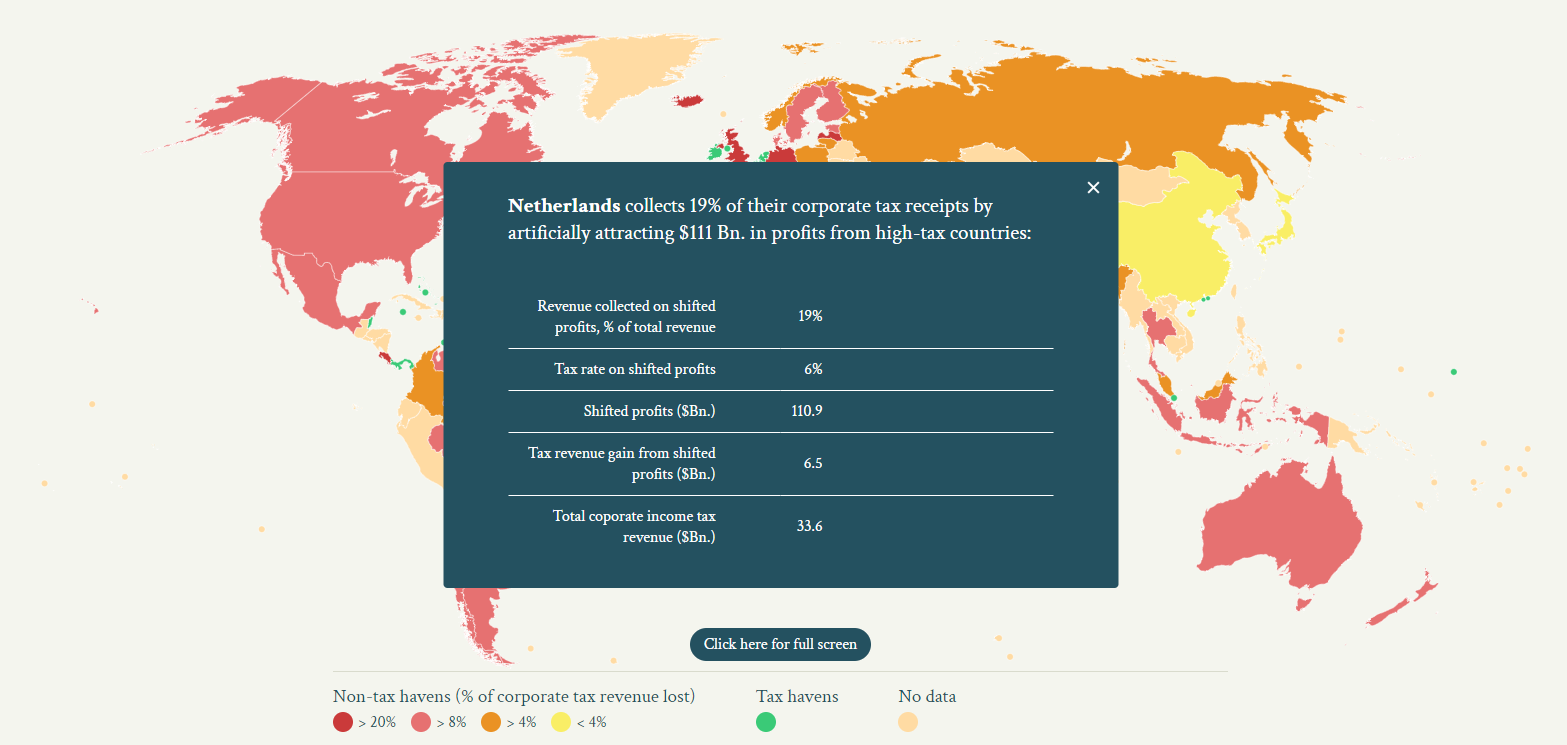 Netherlands collects 19% of their corporate tax receipts by
artificially attracting $111 Bn. in profits from high-tax countries:
Revenue collected on shifted
profits, % of total revenue
19%
Tax rate on shifted profits
6%
Shifted profits ($Bn.)
110.9
Tax revenue gain from shifted
profits ($Bn.)
6.5
Total coporate income tax
revenue ($Bn.)
33.6
Click here for full screen
Non-tax havens (% of corporate tax revenue lost)
> 20%
> 8%
> 4%
< 4%
Tax havens
No data